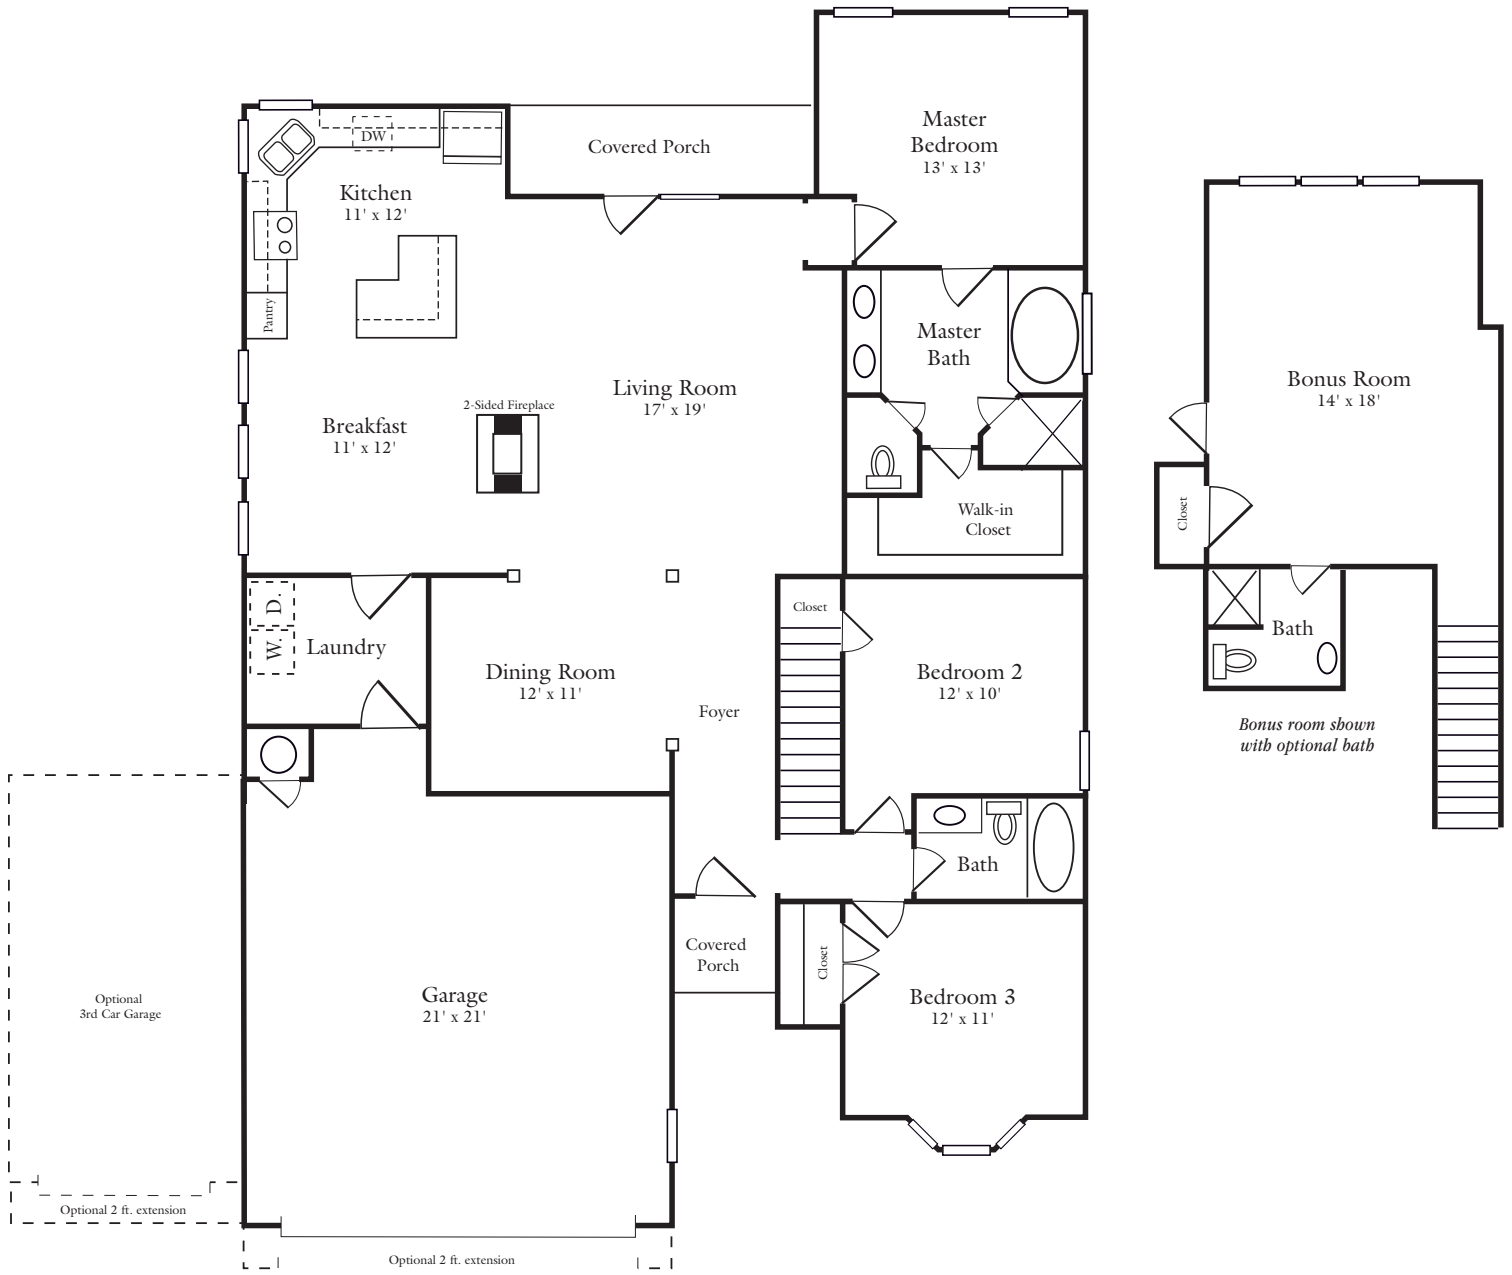 Master
Bedroom
13' x 13'
Covered Porch
DW
Kitchen
11' x 12'
Pantry
Master
Bath
Living Room
17' x 19'
2-Sided Fireplace
Breakfast
11' x 12'
Bonus Room
14' x 18'
Closet
Walk-in
Closet
D.
W.
Laundry
Closet
Dining Room
12' x 11'
Foyer
Bedroom 2
12' x 10'
Bath
Bonus room shown
with optional bath
Bath
Covered
Porch
Closet
Bedroom 3
12' x 11'
Garage
21' x 21'
Optional
3rd Car Garage
Optional 2 ft. extension
Optional 2 ft. extension